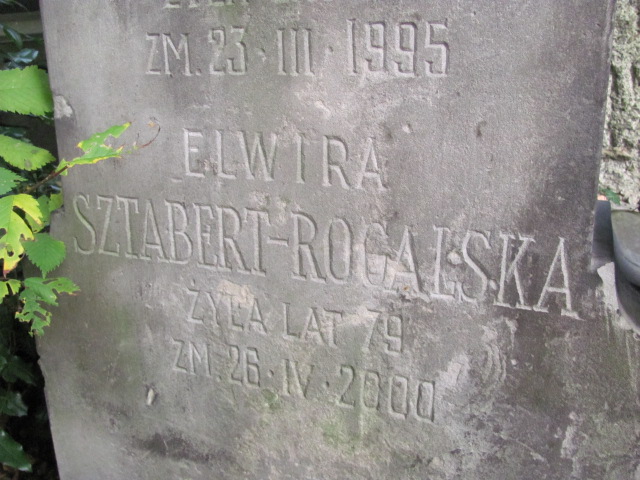 ZM. 23 · III · 1995
ELWIRA
SZTABERT-ROGALSKA
ŻYŁA LAT 79
ZM. 26 · IV · 2000